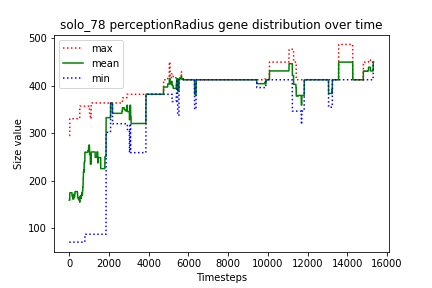 solo_78 perceptionRadius gene distribution over time
max
mean
min
Size value
500
400
300
200
100
0
2000
4000
6000
8000
10000
12000
14000
16000
Timesteps